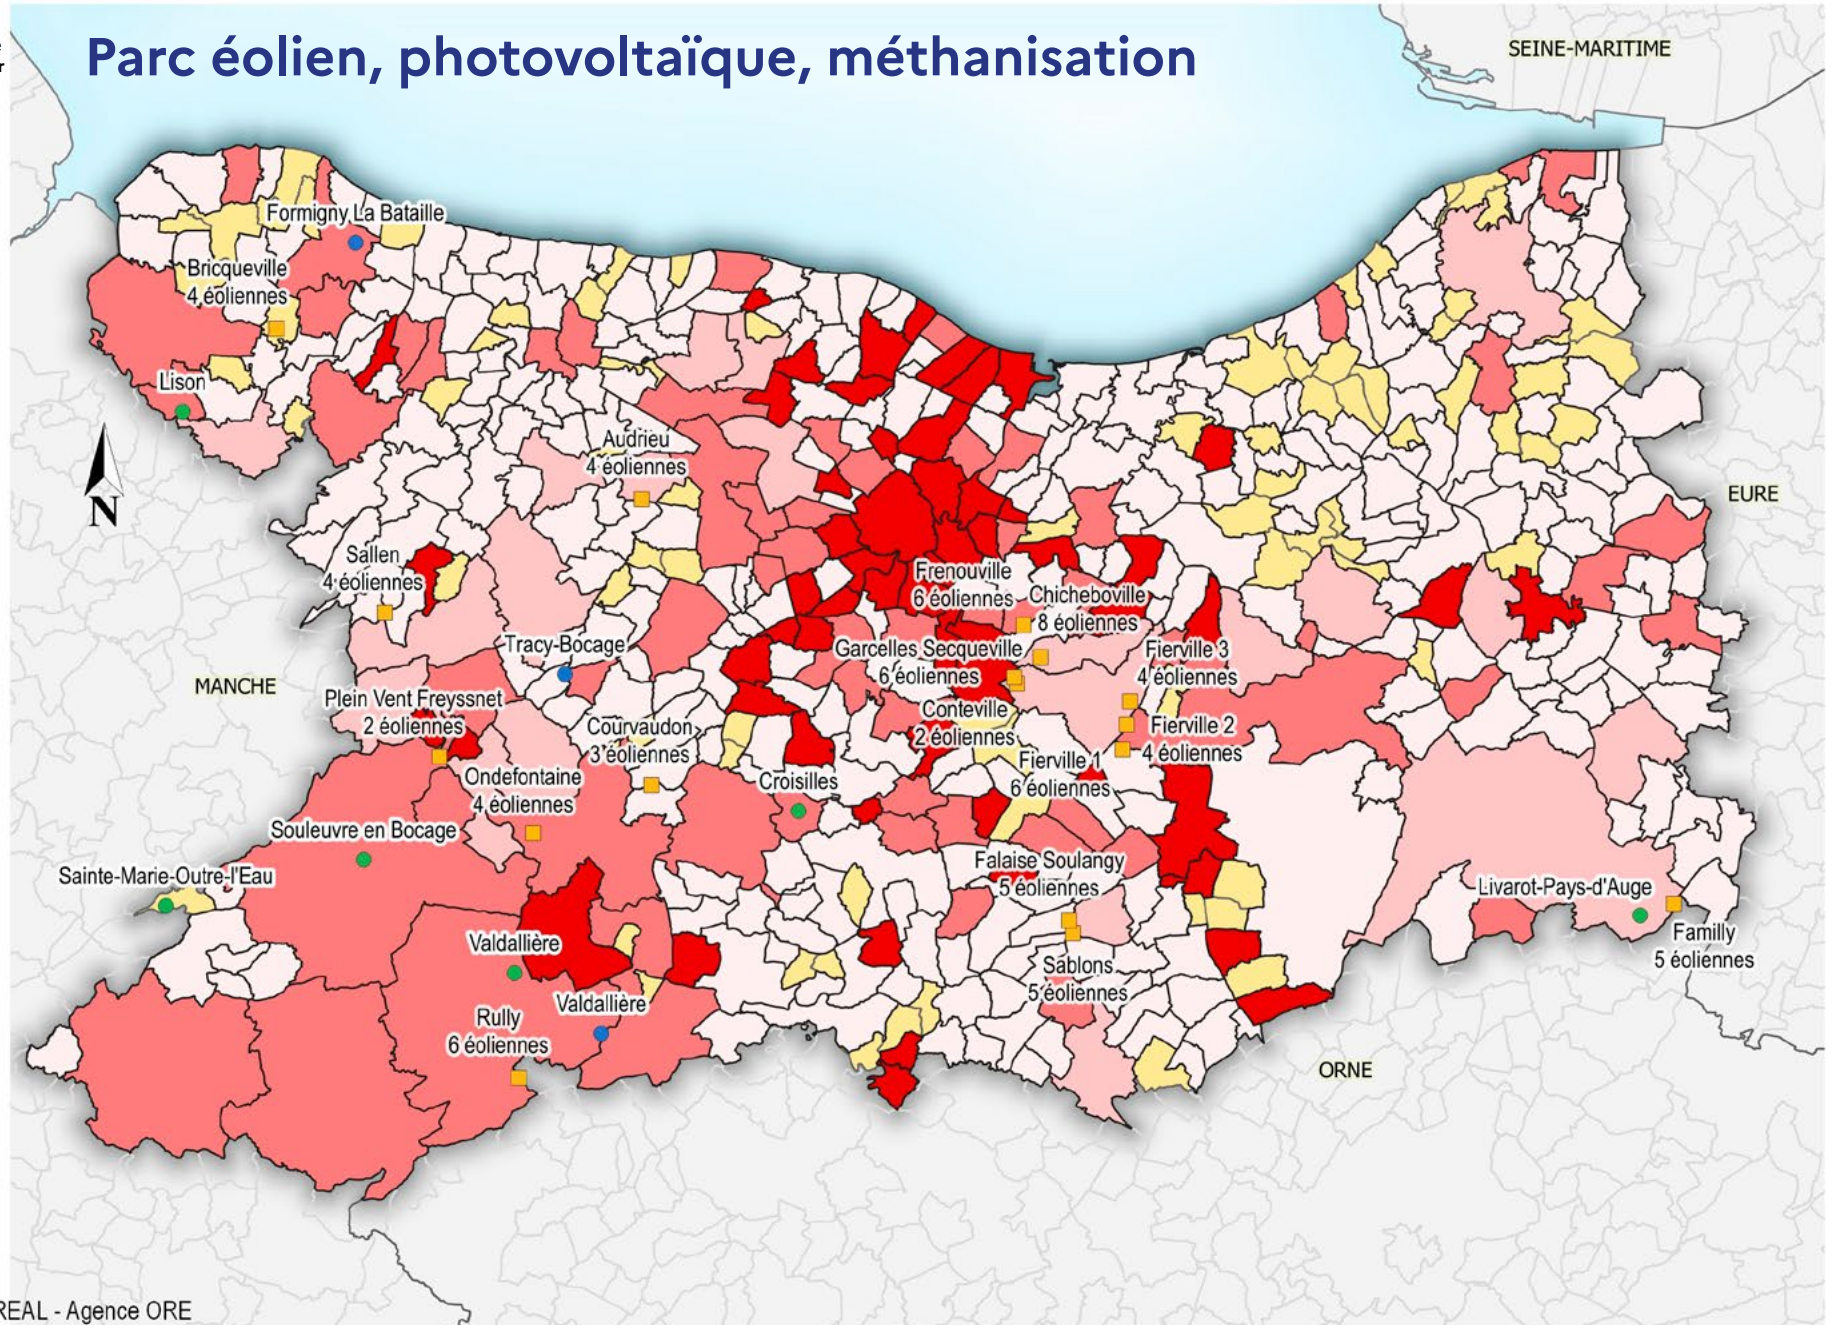 Parc éolien, photovoltaïque, méthanisation
SEINE-MARITIME
Formigny La Bataille
Bricqueville
4 éoliennes
Lison
Audrieu
4 éoliennes
N
EURE
Sallen
4 éoliennes
Frenouville
6 éoliennes
Chicheboville
8 éoliennes
Tracy-Bocage
Garcelles Secqueville
6 éoliennes
Fierville 3
4 éoliennes
MANCHE
Plein Vent Freyssnet
2 éoliennes
Conteville
2 éoliennes
Courvaudon
3 éoliennes
Fierville 2
4 éoliennes
Fierville 1
6 éoliennes
Ondefontaine
4 éoliennes
Croisilles
Souleuvre en Bocage
Falaise Soulangy
5 éoliennes
Sainte-Marie-Outre-l'Eau
Livarot-Pays-d'Auge
Familly
5 éoliennes
Valdallière
Sablons
5 éoliennes
Valdallière
Rully
6 éoliennes
ORNE
REAL - Agence ORE